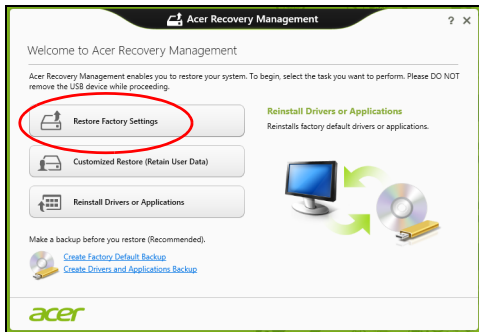 Acer Recovery Management
? ×
Welcome to Acer Recovery Management
Acer Recovery Management enables you to restore your system. To begin, select the task you want to perform. Please DO NOT
remove the USB device while proceeding.
Restore Factory Settings
Customized Restore (Retain User Data)
Reinstall Drivers or Applications
Reinstall Drivers or Applications
Reinstalls factory default drivers or applications.
Make a backup before you restore (Recommended).
Create Factory Default Backup
Create Drivers and Applications Backup
acer